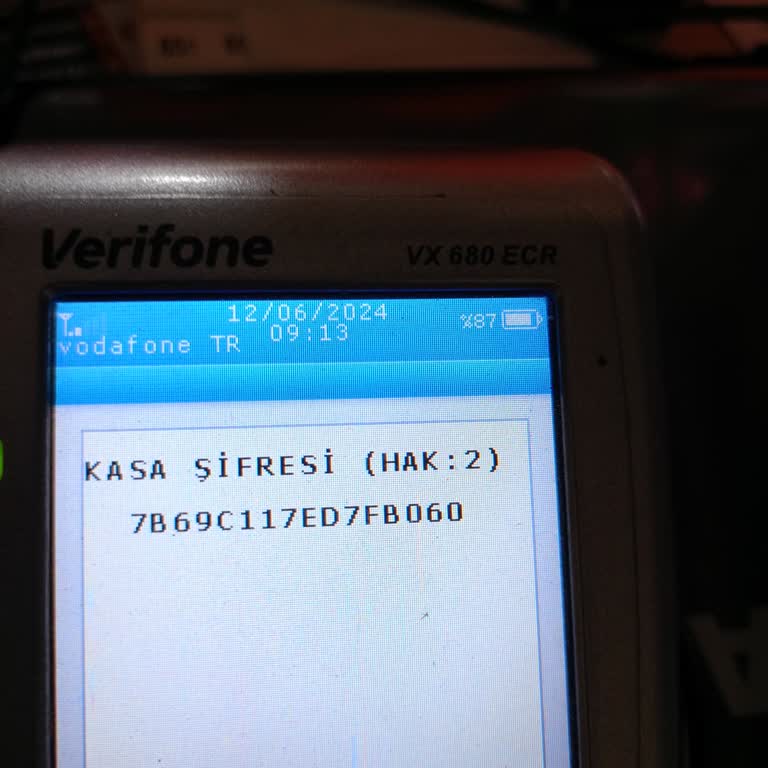 Verifone
VX 680 ECR
12/06/2024
09:13
%87
vodafone TR
KASA ŞİFRESİ (HAK:2)
7B69C117ED7FB060